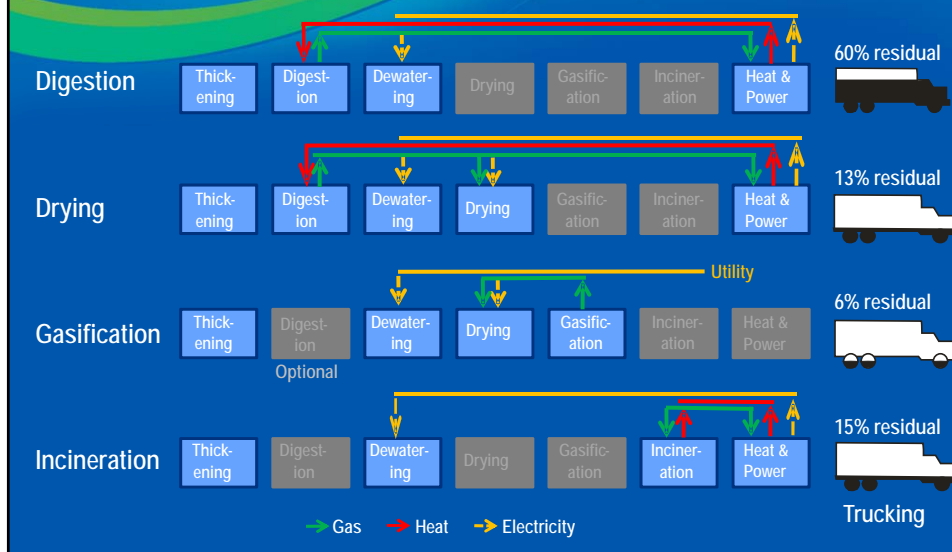 60% residual
Digestion
Thick-
ening
Digest-
ion
Dewater-
ing
Drying
Gasific-
ation
Inciner-
ation
Heat &
Power
13% residual
Drying
Thick-
ening
Digest-
ion
Dewater-
ing
Drying
Gasific-
ation
Inciner-
ation
Heat &
Power
Utility
6% residual
Gasification
Thick-
ening
Digest-
ion
Optional
Dewater-
ing
Drying
Gasific-
ation
Inciner-
ation
Heat &
Power
15% residual
Incineration
Thick-
ening
Digest-
ion
Dewater-
ing
Drying
Gasific-
ation
Inciner-
ation
Heat &
Power
Trucking
Gas
Heat
Electricity